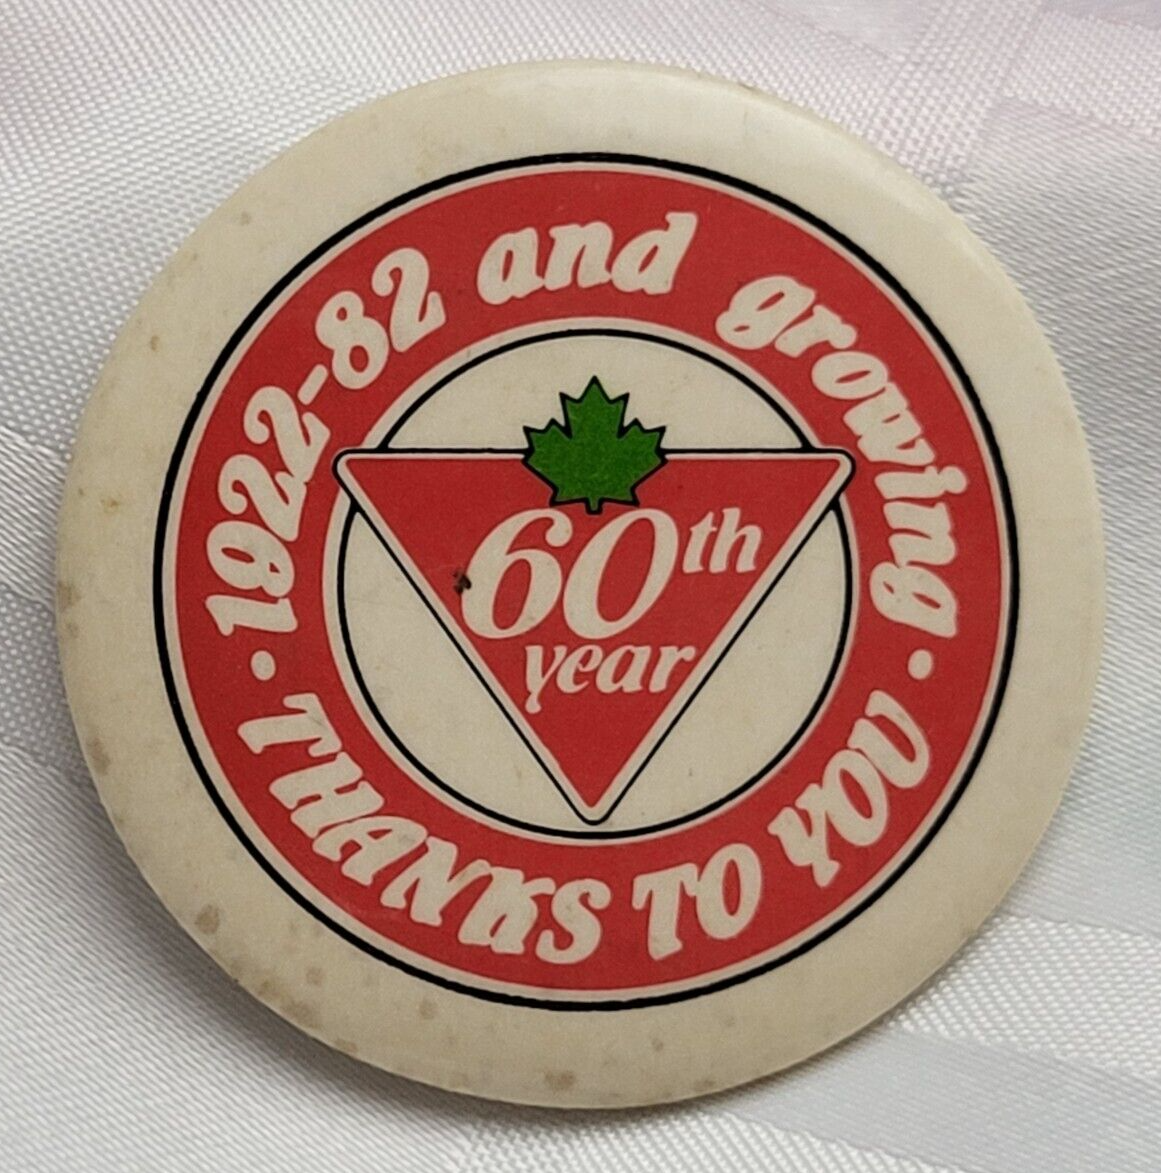 1922-82 and growing
60th
year
• THANKS TO YOU •